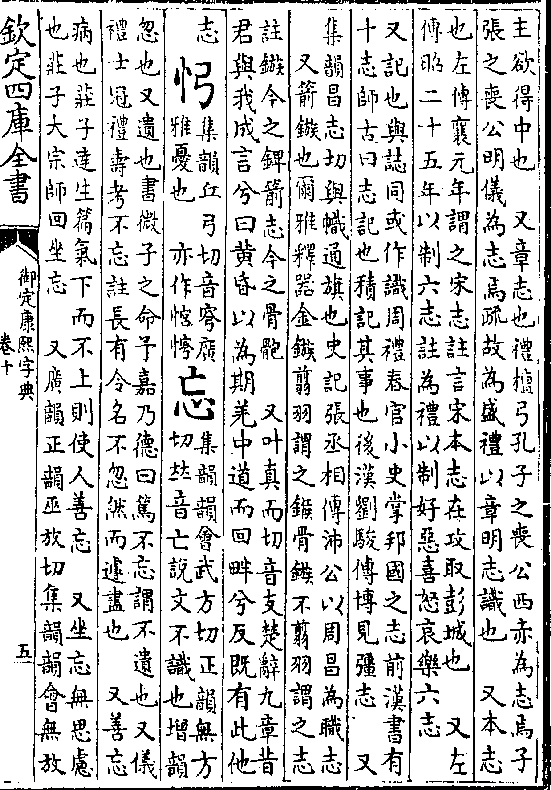 主欲得中也　又章志也禮檀弓孔子之喪公西赤為志焉子
張之喪公明儀為志焉疏故為盛禮以章明志識也　又本志
也左傳襄元年謂之宋志註言宋本志在攻取彭城也　又左
傳昭二十五年以制六志註為禮以制好惡喜怒哀樂六志
又記也與誌同或作識周禮春官小史掌邦國之志前漢書有
十志師古曰志記也積記其事也後漢劉駿傳博見彊志　又
集韻昌志切與幟通旗也史記張丞相傳沛公以周昌為職志
又箭鏃也爾雅釋器金鏃翦羽謂之鍭骨鏃不翦羽謂之志
註鏃今之錍箭志今之骨骲　又叶真而切音支楚辭九章昔
君與我成言兮曰黄昏以為期羌中道而回畔兮反既有此他
志
㤨集韻丘弓切音穹廣雅憂也　亦作悾㤟
忘集韻韻會武方切正韻無方切𠀤音亡說文不識也增韻
忽也又遺也書微子之命予嘉乃德曰篤不忘謂不遺也又儀
禮士冠禮壽考不忘註長有令名不忽然而遽盡也　又善忘
病也莊子達生篇氣下而不上則使人善忘　又坐忘無思慮
也莊子大宗師回坐忘　又廣韻正韻巫放切集韻韻會無放
欽定四庫全書
御定康熙字典
卷十
五